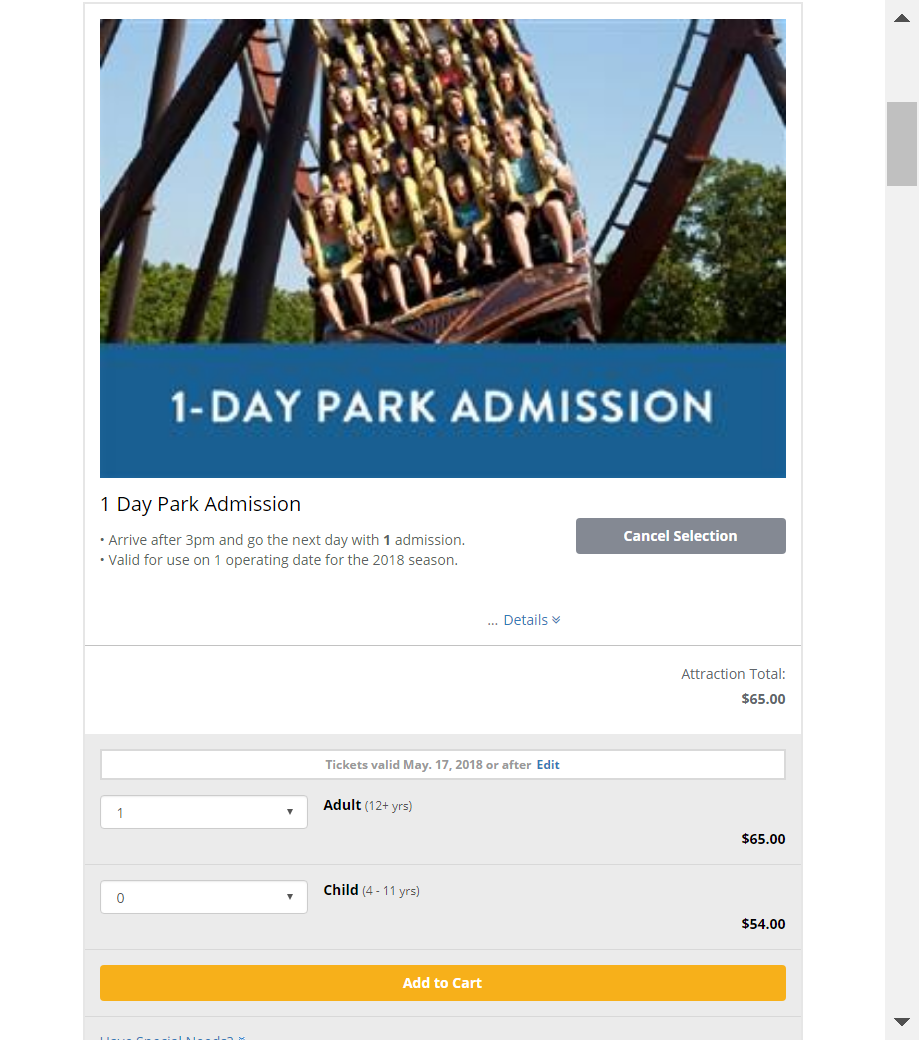 1-DAY PARK ADMISSION
1 Day Park Admission
• Arrive after 3pm and go the next day with 1 admission.
• Valid for use on 1 operating date for the 2018 season.
Cancel Selection
... Details
Attraction Total:
$65.00
Tickets valid May. 17, 2018 or after Edit
1
Adult (12+ yrs)
$65.00
0
Child (4 - 11 yrs)
$54.00
Add to Cart
Have Special Needs?